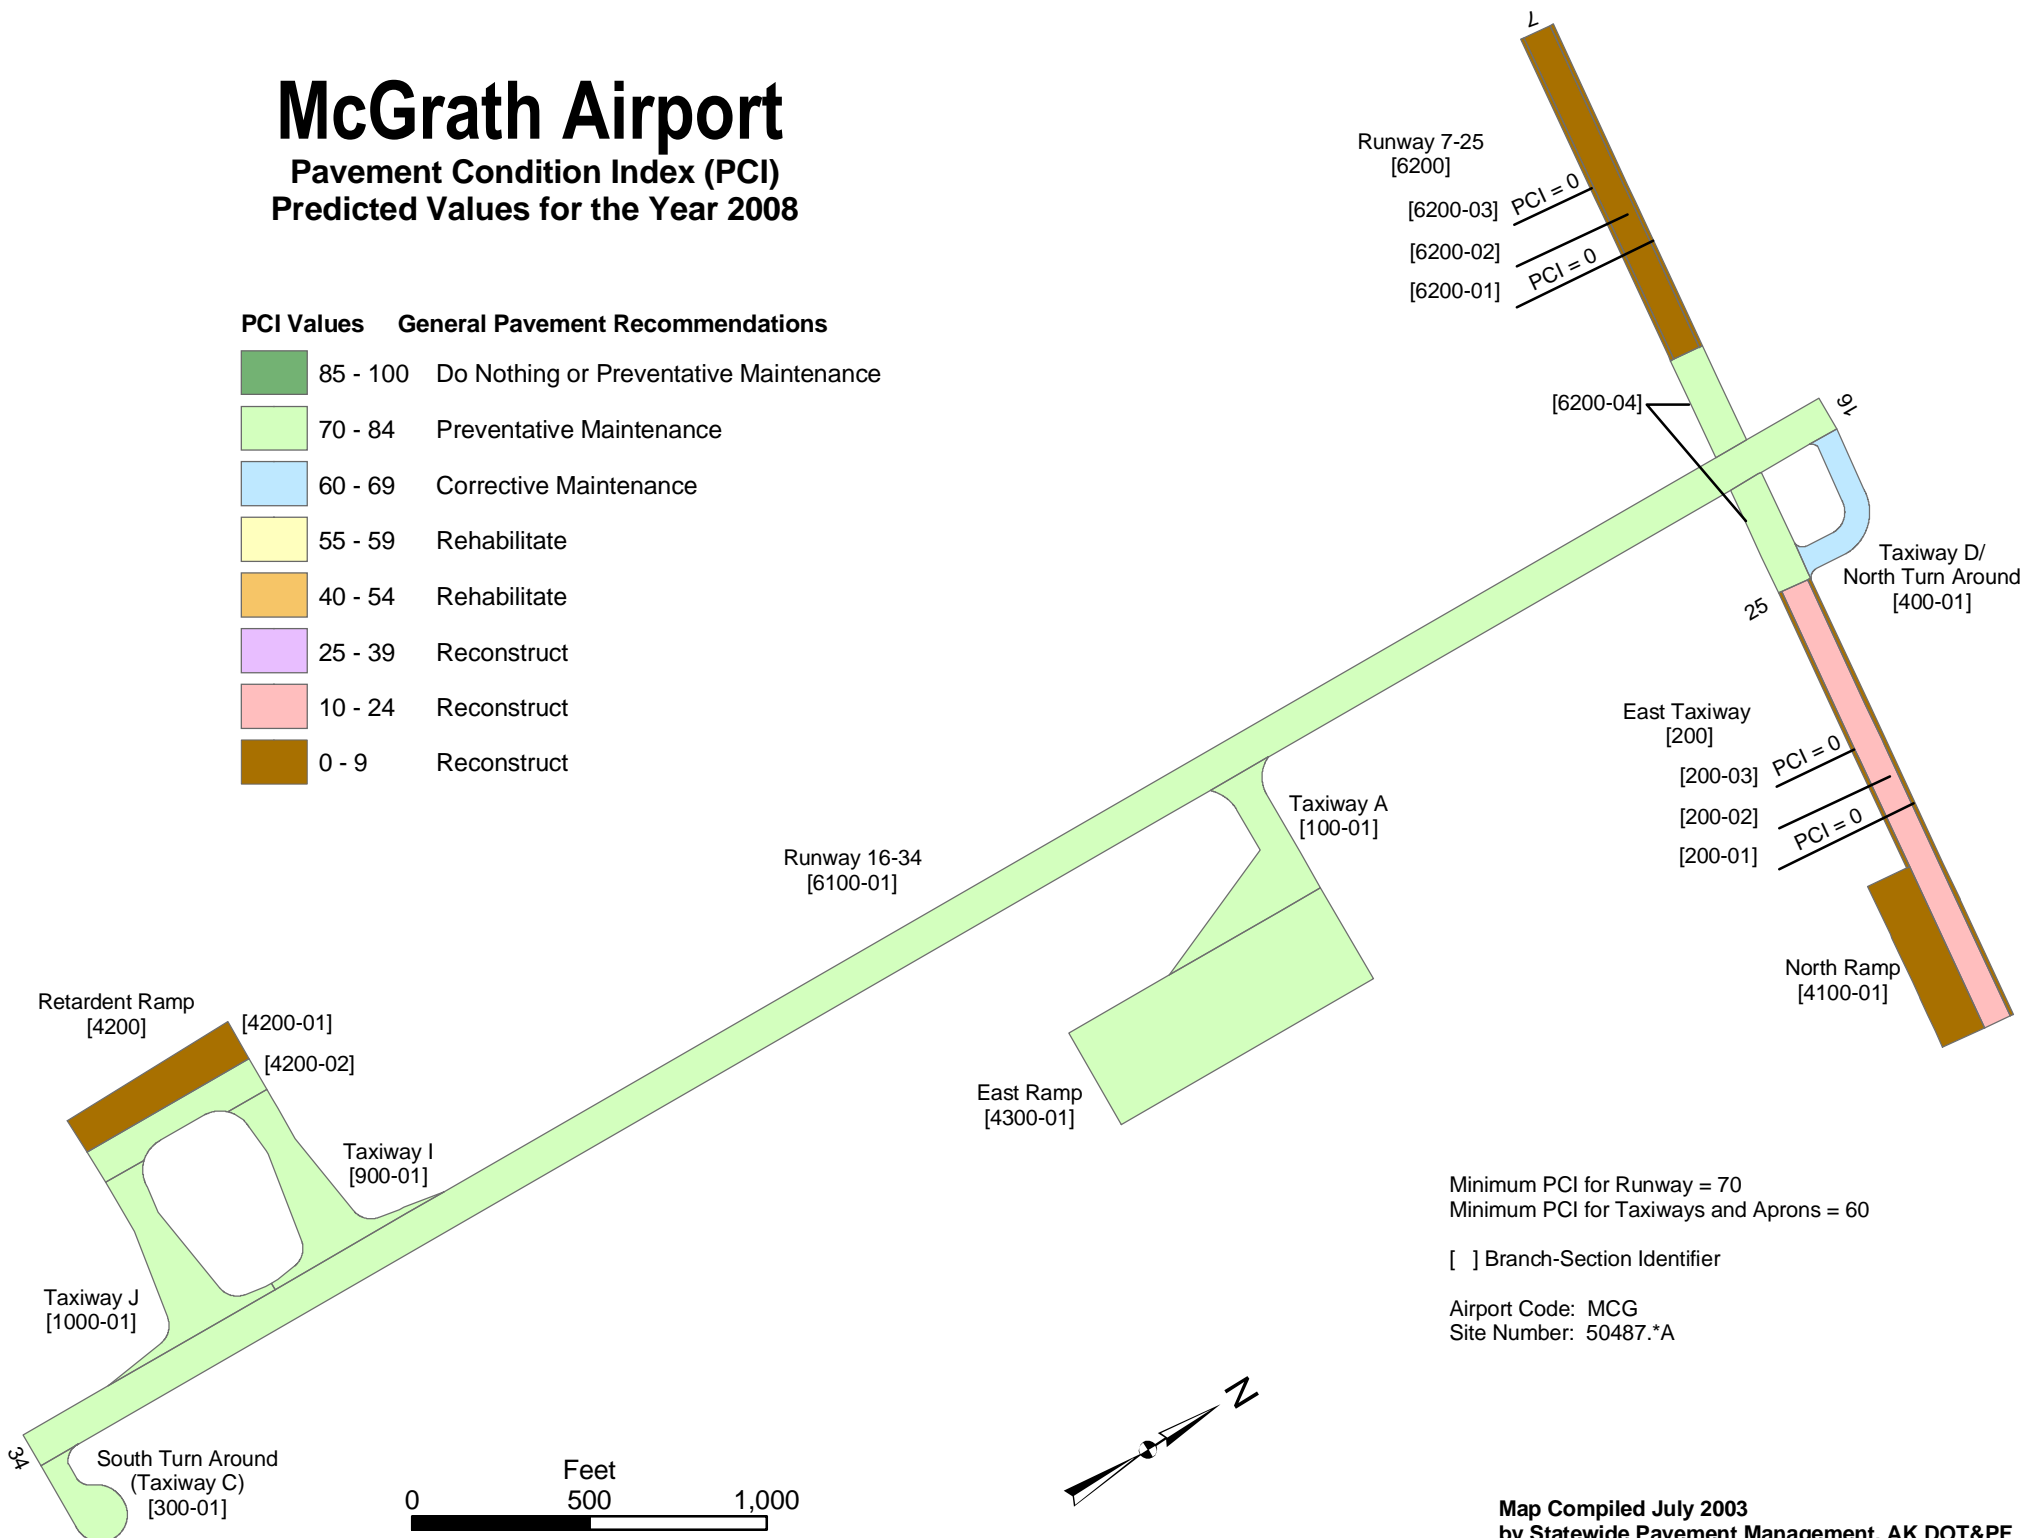 McGrath Airport
Pavement Condition Index (PCI)
Predicted Values for the Year 2008
PCI Values General Pavement Recommendations
85 - 100 Do Nothing or Preventative Maintenance
70 - 84 Preventative Maintenance
60 - 69 Corrective Maintenance
55 - 59 Rehabilitate
40 - 54 Rehabilitate
25 - 39 Reconstruct
10 - 24 Reconstruct
0 - 9 Reconstruct
7
Runway 7-25
[6200]
[6200-03] PCI = 0
[6200-02]
[6200-01] PCI = 0
[6200-04]
16
Taxiway D/
North Turn Around
[400-01]
25
East Taxiway
[200]
[200-03] PCI = 0
[200-02]
[200-01] PCI = 0
Taxiway A
[100-01]
Runway 16-34
[6100-01]
North Ramp
[4100-01]
Retardent Ramp
[4200]
[4200-01]
[4200-02]
East Ramp
[4300-01]
Taxiway I
[900-01]
Taxiway J
[1000-01]
34
South Turn Around
(Taxiway C)
[300-01]
Feet
0 500 1,000
N
Minimum PCI for Runway = 70
Minimum PCI for Taxiways and Aprons = 60
[ ] Branch-Section Identifier
Airport Code: MCG
Site Number: 50487.*A
Map Compiled July 2003
by Statewide Pavement Management, AK DOT&PF